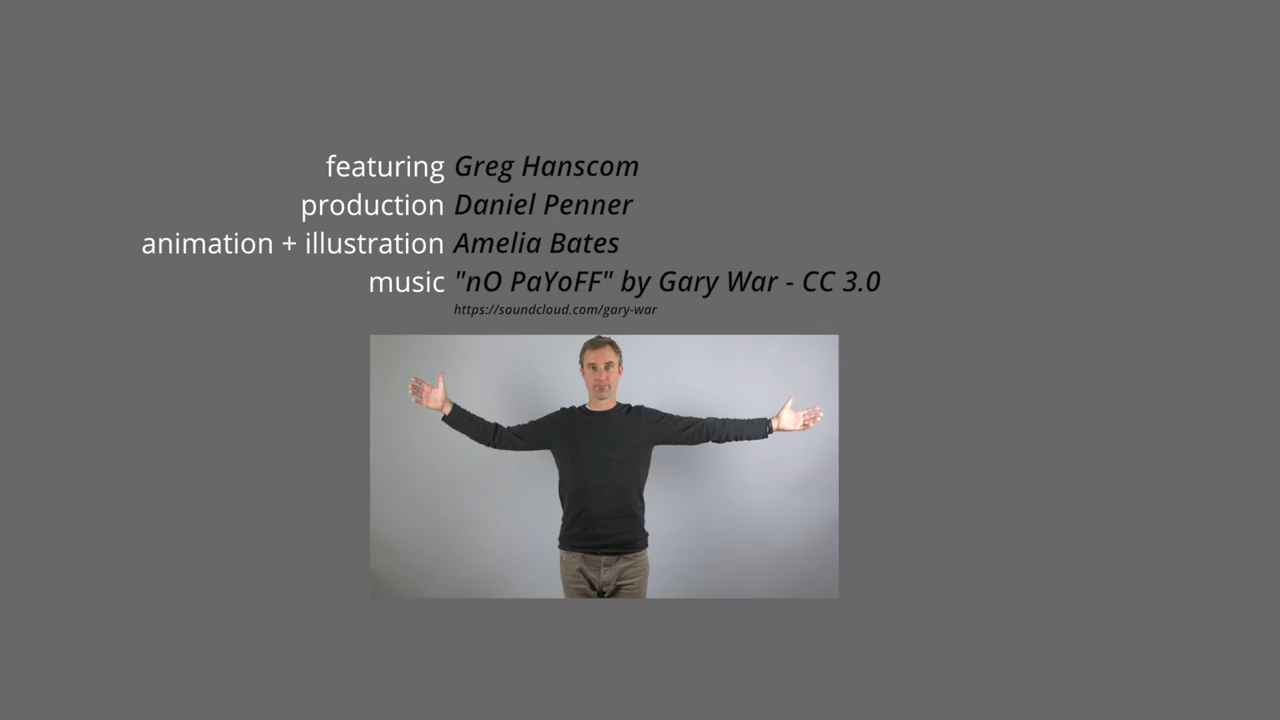 featuring Greg Hanscom
production Daniel Penner
animation + illustration Amelia Bates
music "nO PaYoFF" by Gary War - CC 3.0
https://soundcloud.com/gary-war